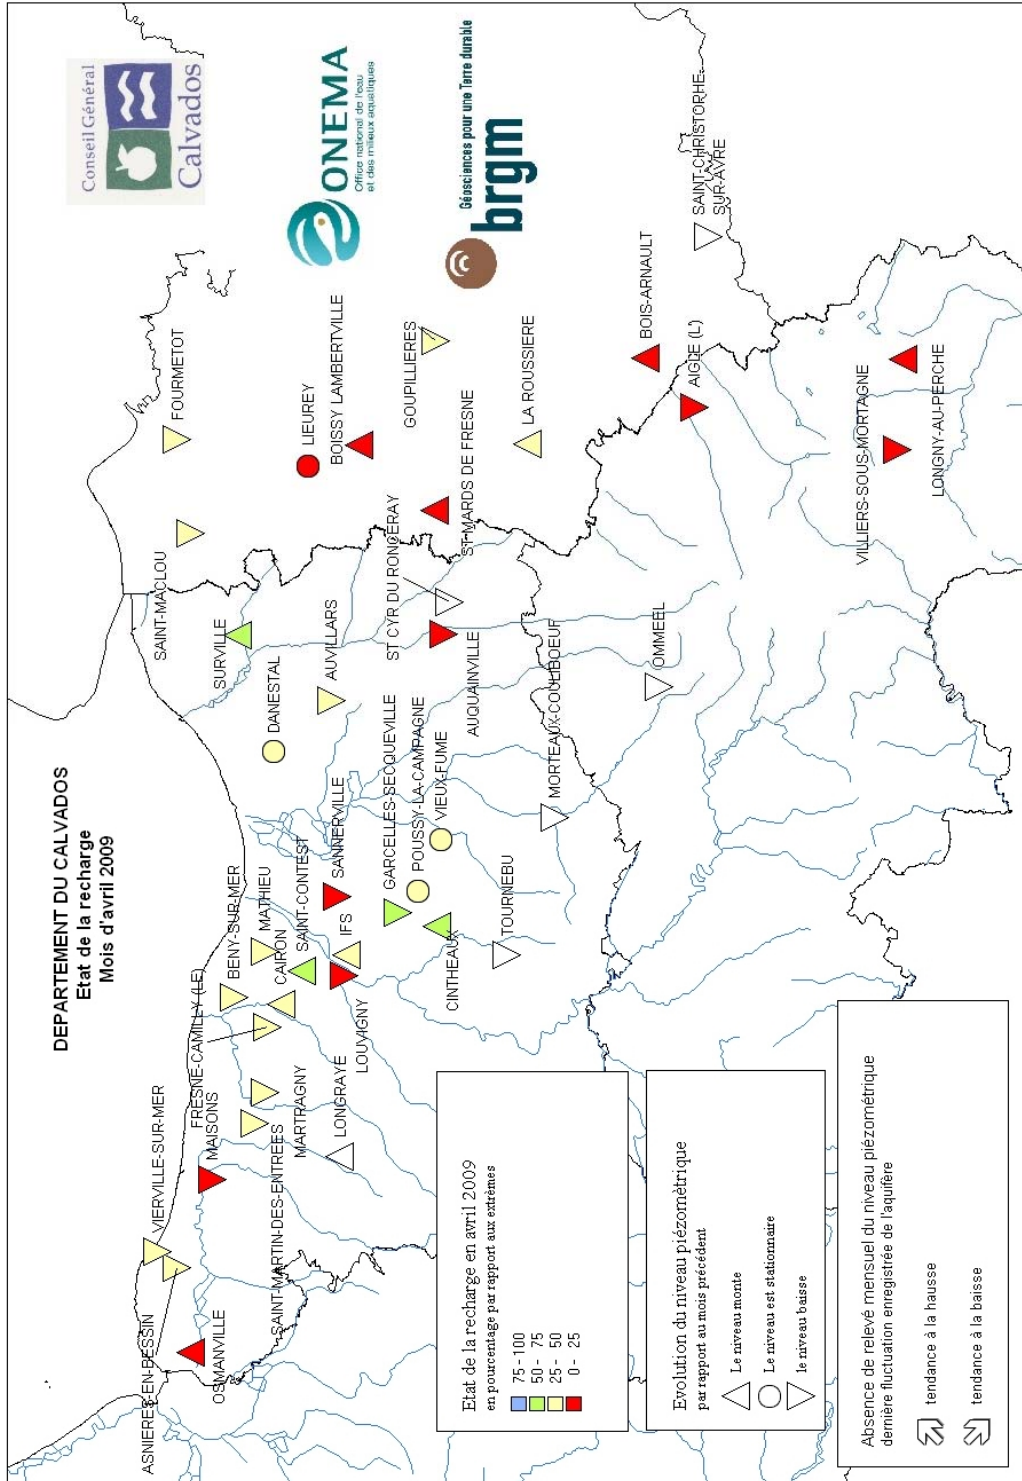 DEPARTEMENT DU CALVADOS
Etat de la recharge
Mois d'avril 2009
Conseil Général
Calvados
ONEMA
Office national de l'eau
et des milieux aquatiques
Géosciences pour une Terre durable
brgm
ASNIERES-EN-BESSIN
VIERVILLE-SUR-MER
OSMANVILLE
MAISONS
FRESNE-CAMILLY (LE)
SAINT-MARTIN-DES-ENTREES
MARTRAGNY
LONGRAYE
BENY-SUR-MER
MATHIEU
CAIRON
SAINT-CONTEST
SANNERVILLE
IFS
LOUVIGNY
GARCELLES-SECQUEVILLE
POUSSY-LA-CAMPAGNE
VIEUX-FUME
CINTHEAUX
TOURNEBU
MORTEAUX-COULIBOEUF
OMMEEL
DANESTAL
AUVILLARS
SURVILLE
SAINT-MACLOU
FOURMETOT
ST CYR DU RONCERAY
AUQUAINVILLE
LIEUREY
BOISSY LAMBERTVILLE
GOUPILLIERES
ST-MARDS DE FRESNE
LA ROUSSIERE
BOIS-ARNAULT
AIGLE (L')
SAINT-CHRISTORHE-
SUR-AVRE
VILLIERS-SOUS-MORTAGNE
LONGNY-AU-PERCHE
Etat de la recharge en avril 2009
en pourcentage par rapport aux extrêmes
75 - 100
50 - 75
25 - 50
0 - 25
Evolution du niveau piézométrique
par rapport au mois précédent
Le niveau monte
Le niveau est stationnaire
le niveau baisse
Absence de relevé mensuel du niveau piézométrique
dernière fluctuation enregistrée de l'aquifère
tendance à la hausse
tendance à la baisse